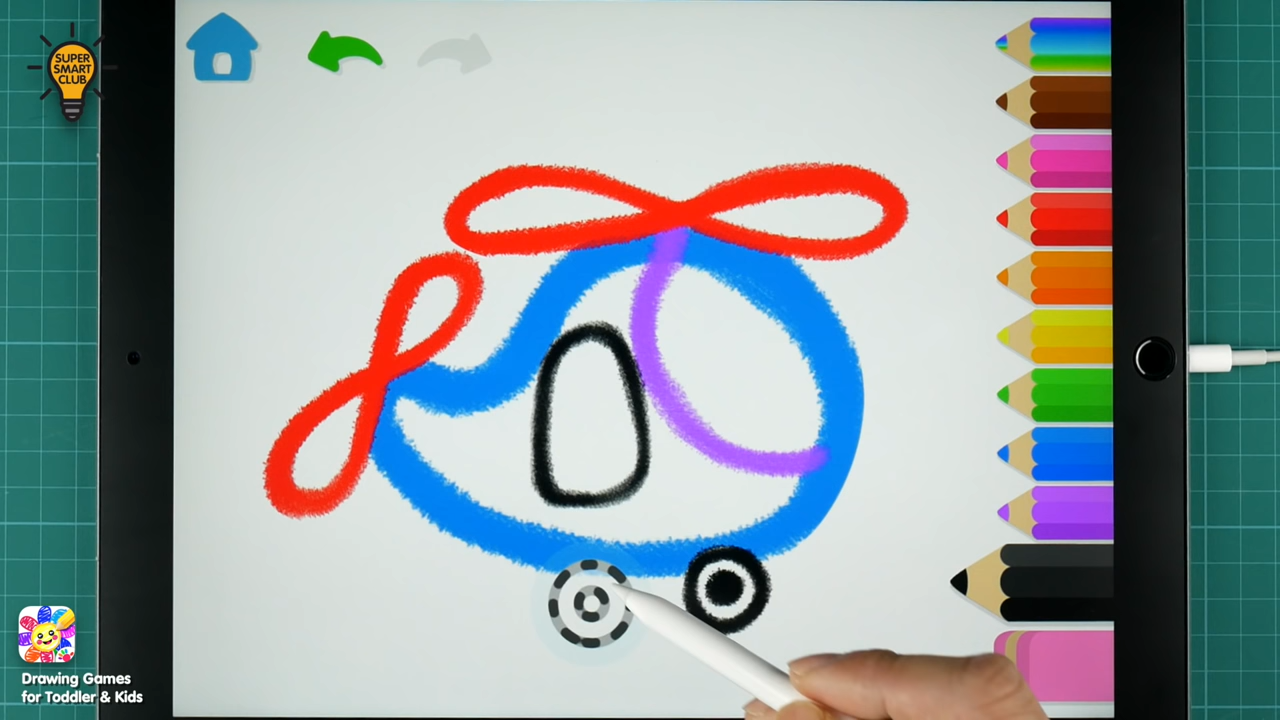 SUPER
SMART
CLUB
Drawing Games
for Toddler & Kids